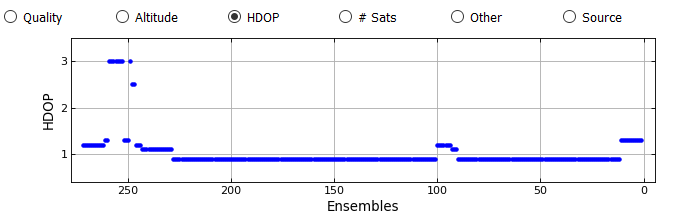 Quality Altitude HDOP # Sats Other Source
3
HDOP
2
1
250 200 150 100 50 0
Ensembles